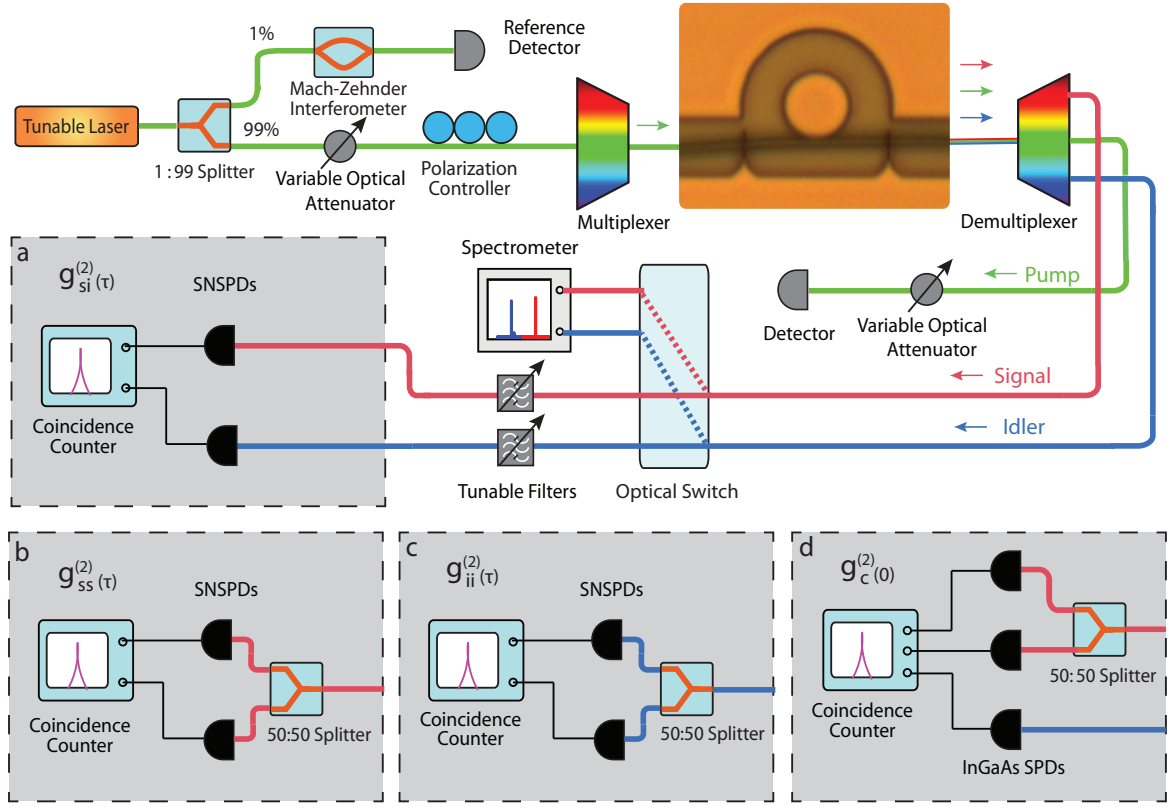 1%
Reference
Detector
Mach-Zehnder
Interferometer
Tunable Laser
99%
1 : 99 Splitter
Variable Optical
Attenuator
Polarization
Controller
Multiplexer
Demultiplexer
Spectrometer
Pump
Detector
Variable Optical
Attenuator
Signal
Idler
Tunable Filters
Optical Switch
a
g(2)si (τ)
SNSPDs
Coincidence
Counter
b
g(2)ss (τ)
SNSPDs
Coincidence
Counter
50:50 Splitter
c
g(2)ii (τ)
SNSPDs
Coincidence
Counter
50:50 Splitter
d
g(2)c (0)
50:50 Splitter
Coincidence
Counter
InGaAs SPDs